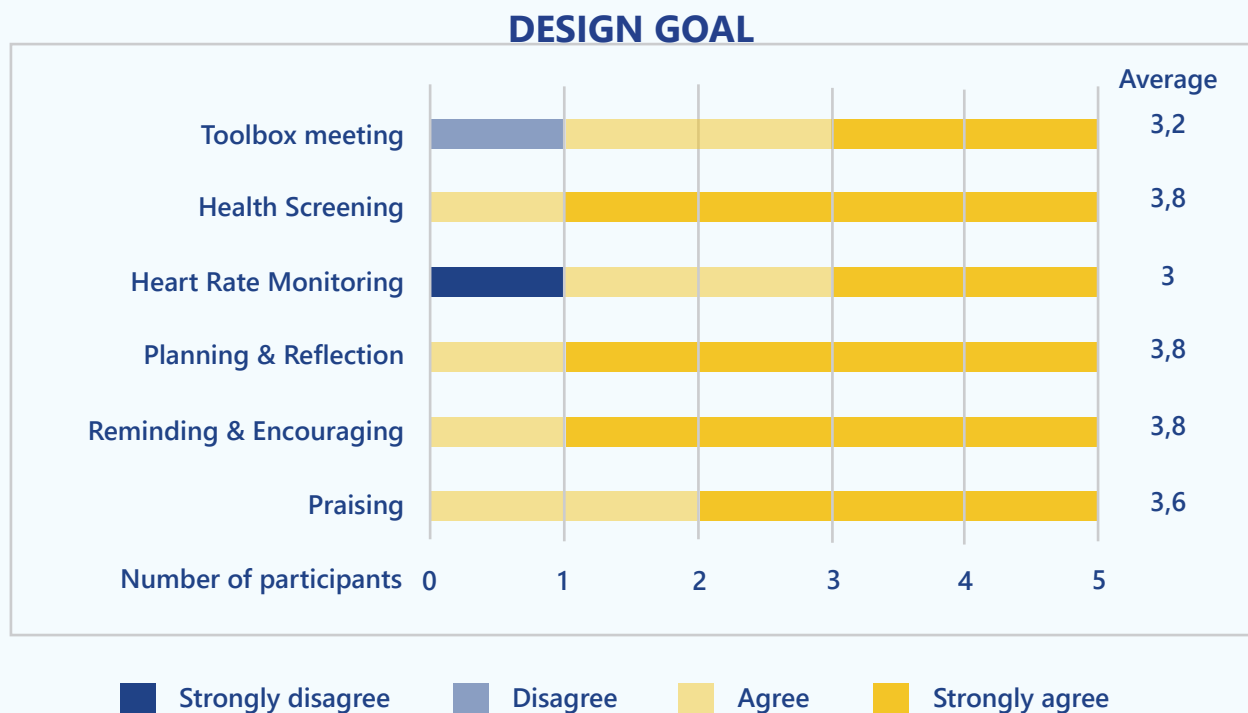 DESIGN GOAL
Average
Toolbox meeting 3,2
Health Screening 3,8
Heart Rate Monitoring 3
Planning & Reflection 3,8
Reminding & Encouraging 3,8
Praising 3,6
Number of participants 0 1 2 3 4 5
Strongly disagree Disagree Agree Strongly agree